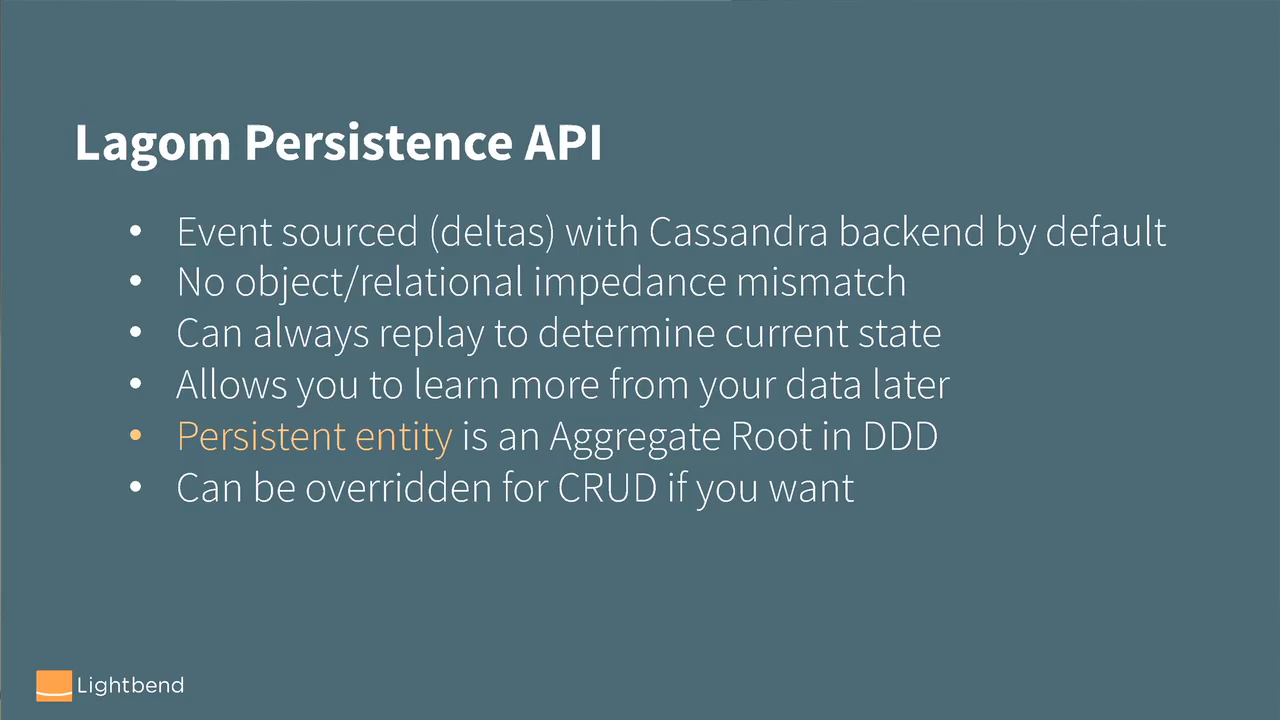 Lagom Persistence API
• Event sourced (deltas) with Cassandra backend by default
• No object/relational impedance mismatch
• Can always replay to determine current state
• Allows you to learn more from your data later
• Persistent entity is an Aggregate Root in DDD
• Can be overridden for CRUD if you want
Lightbend